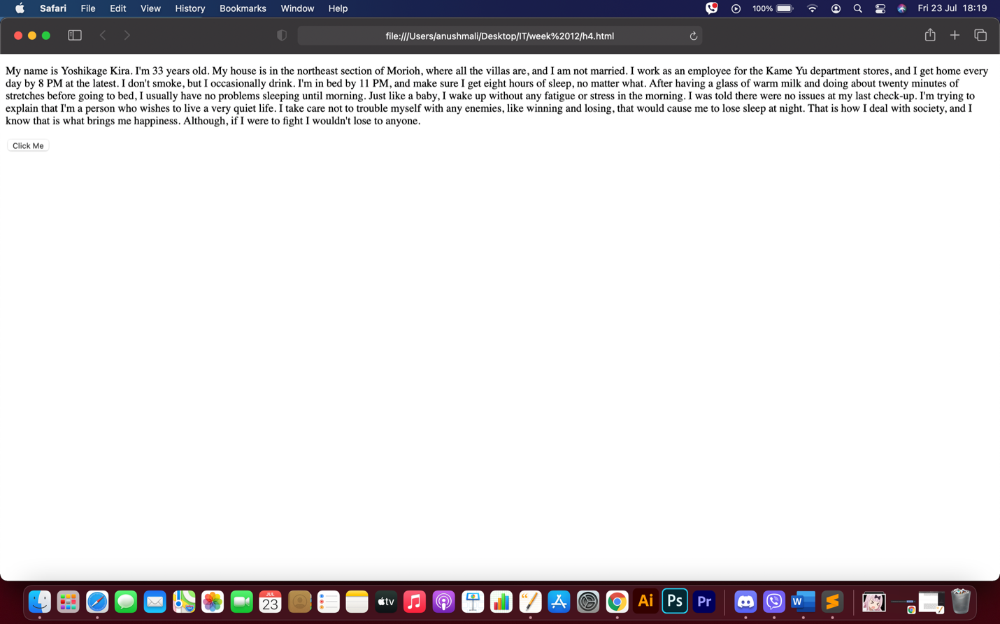 Safari File Edit View History Bookmarks Window Help 100% Fri 23 Jul 18:19
file:///Users/anushmali/Desktop/IT/week%2012/h4.html
My name is Yoshikage Kira. I'm 33 years old. My house is in the northeast section of Morioh, where all the villas are, and I am not married. I work as an employee for the Kame Yu department stores, and I get home every
day by 8 PM at the latest. I don't smoke, but I occasionally drink. I'm in bed by 11 PM, and make sure I get eight hours of sleep, no matter what. After having a glass of warm milk and doing about twenty minutes of
stretches before going to bed, I usually have no problems sleeping until morning. Just like a baby, I wake up without any fatigue or stress in the morning. I was told there were no issues at my last check-up. I'm trying to
explain that I'm a person who wishes to live a very quiet life. I take care not to trouble myself with any enemies, like winning and losing, that would cause me to lose sleep at night. That is how I deal with society, and I
know that is what brings me happiness. Although, if I were to fight I wouldn't lose to anyone.
Click Me
JUL
23 tv Ai Ps Pr W